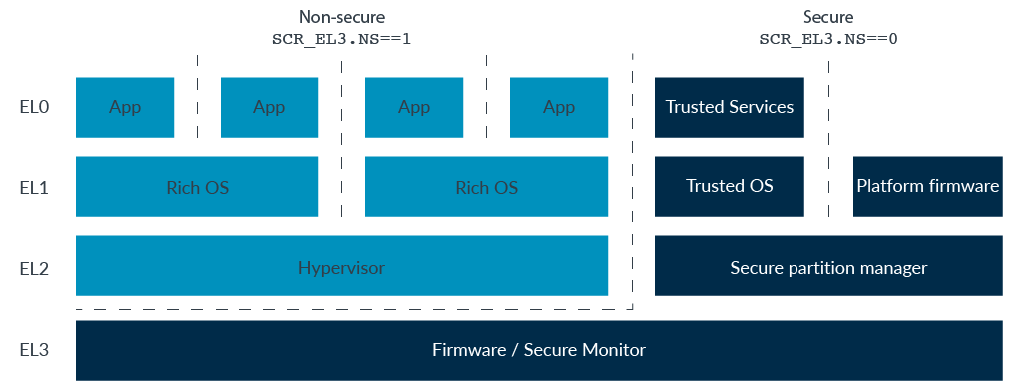 Non-secure
SCR_EL3.NS==1
Secure
SCR_EL3.NS==0
EL0
App
App
App
App
Trusted Services
EL1
Rich OS
Rich OS
Trusted OS
Platform firmware
EL2
Hypervisor
Secure partition manager
EL3
Firmware / Secure Monitor